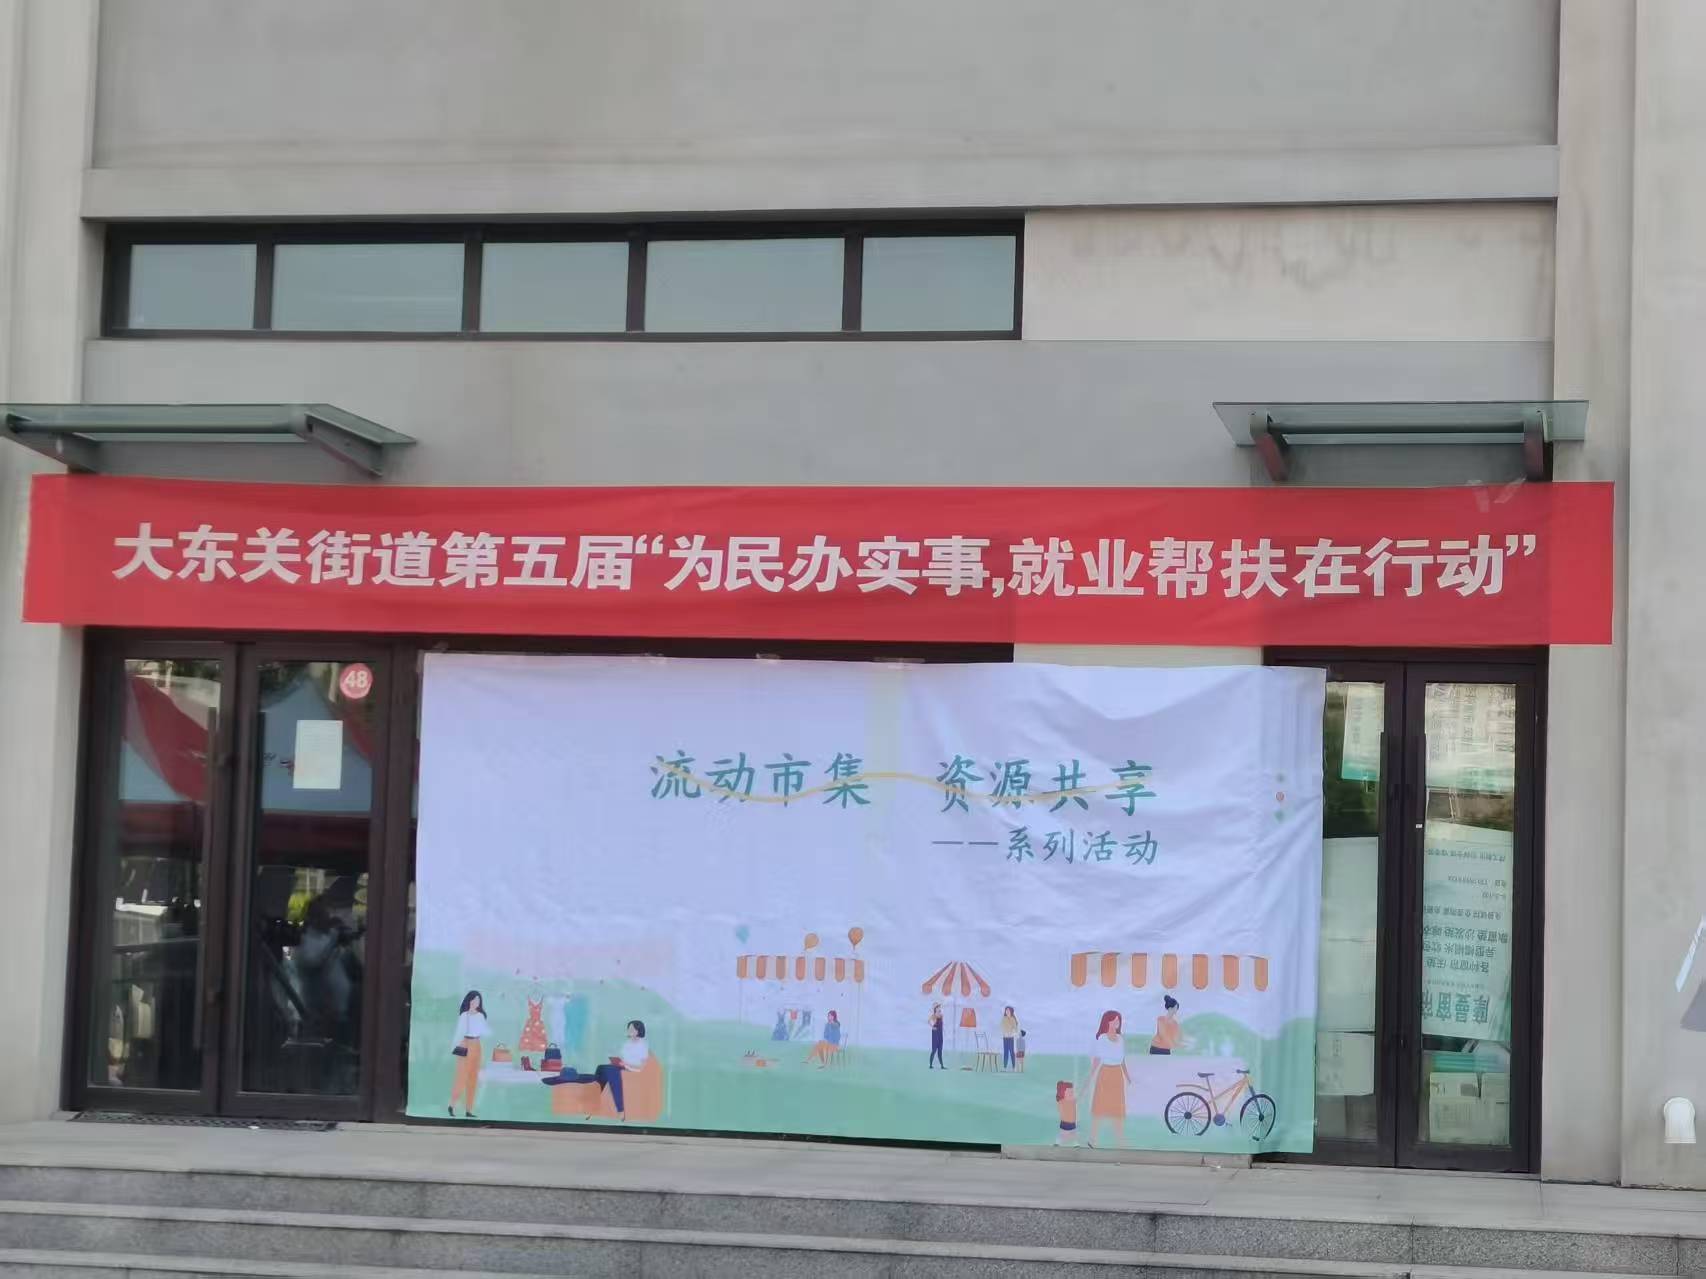 大东关街道第五届“为民办实事,就业帮扶在行动”
48
流动市集 资源共享
——系列活动